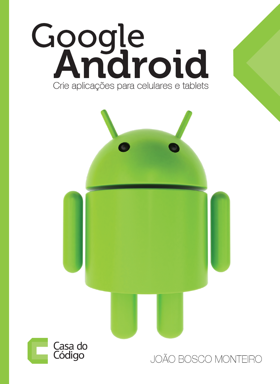 Google
Android
Crie aplicações para celulares e tablets
Casa do
Código
JOÃO BOSCO MONTEIRO